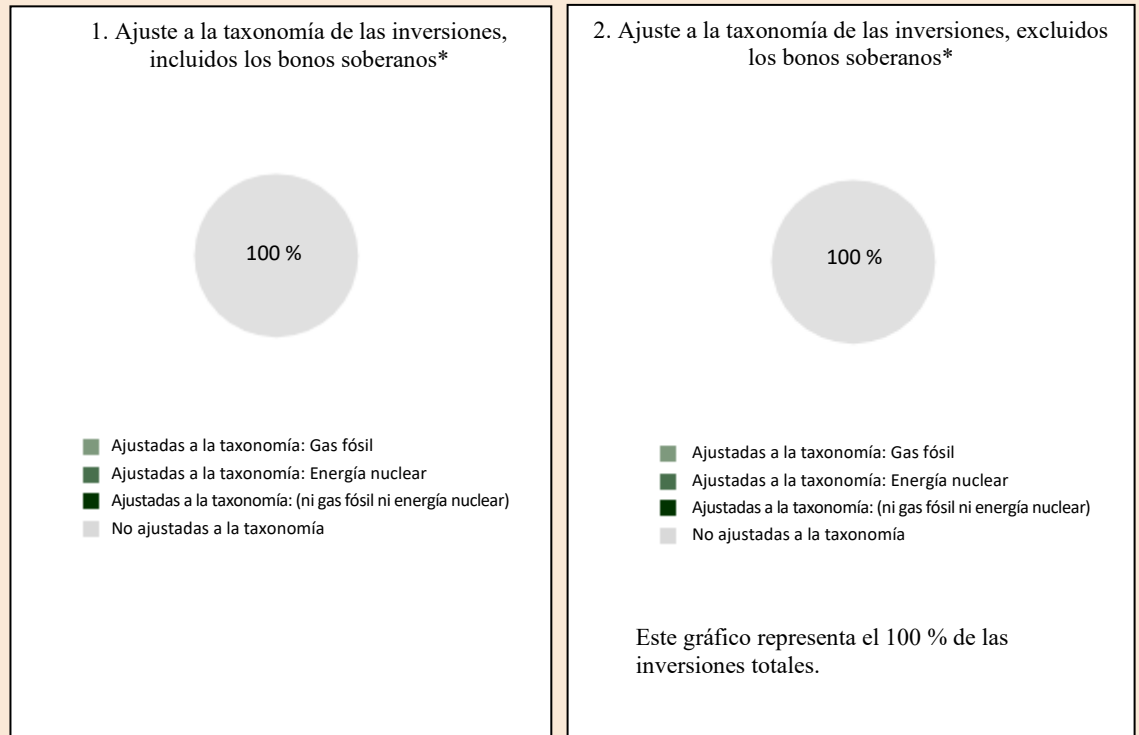 1. Ajuste a la taxonomía de las inversiones,
incluidos los bonos soberanos*
100 %
Ajustadas a la taxonomía: Gas fósil
Ajustadas a la taxonomía: Energía nuclear
Ajustadas a la taxonomía: (ni gas fósil ni energía nuclear)
No ajustadas a la taxonomía
2. Ajuste a la taxonomía de las inversiones, excluidos
los bonos soberanos*
100 %
Ajustadas a la taxonomía: Gas fósil
Ajustadas a la taxonomía: Energía nuclear
Ajustadas a la taxonomía: (ni gas fósil ni energía nuclear)
No ajustadas a la taxonomía
Este gráfico representa el 100 % de las
inversiones totales.